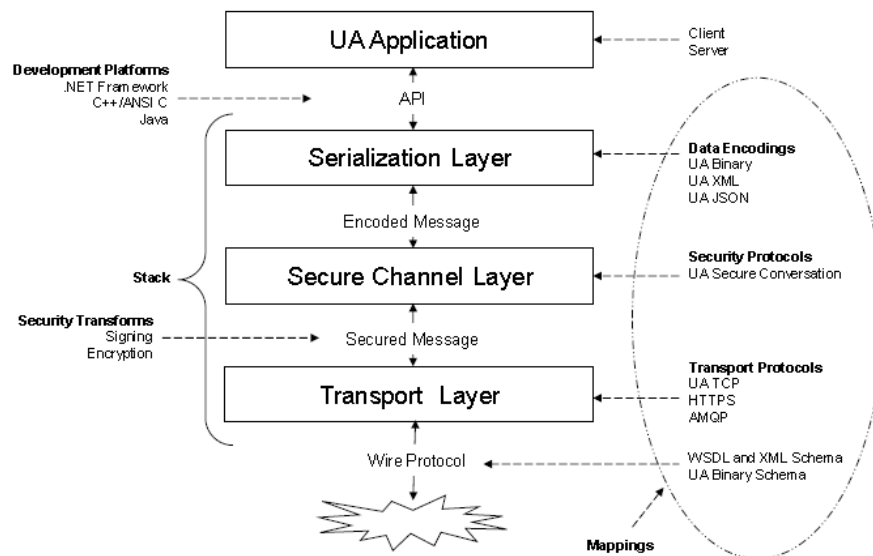 UA Application
Client
Server
Development Platforms
.NET Framework
C++/ANSI C
Java
API
Serialization Layer
Data Encodings
UA Binary
UA XML
UA JSON
Encoded Message
Stack
Secure Channel Layer
Security Protocols
UA Secure Conversation
Security Transforms
Signing
Encryption
Secured Message
Transport Layer
Transport Protocols
UA TCP
HTTPS
AMQP
Wire Protocol
WSDL and XML Schema
UA Binary Schema
Mappings